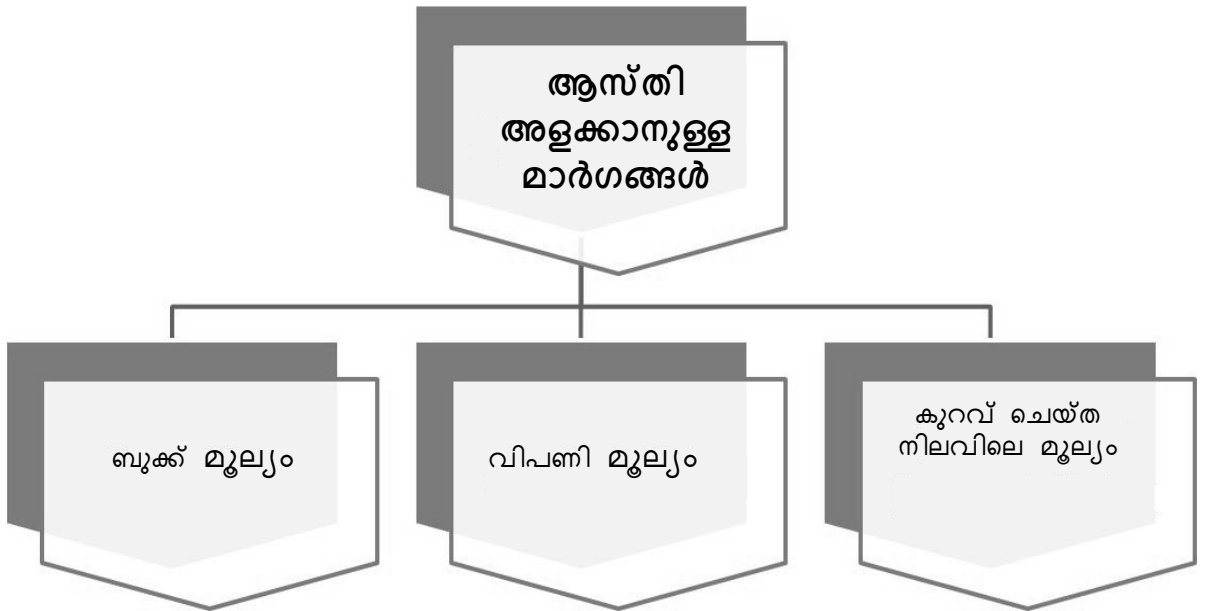 ആസ്തി
അളക്കാനുള്ള
മാർഗങ്ങൾ
ബുക്ക് മൂല്യം
വിപണി മൂല്യം
കുറവ് ചെയ്ത
നിലവിലെ മൂല്യം